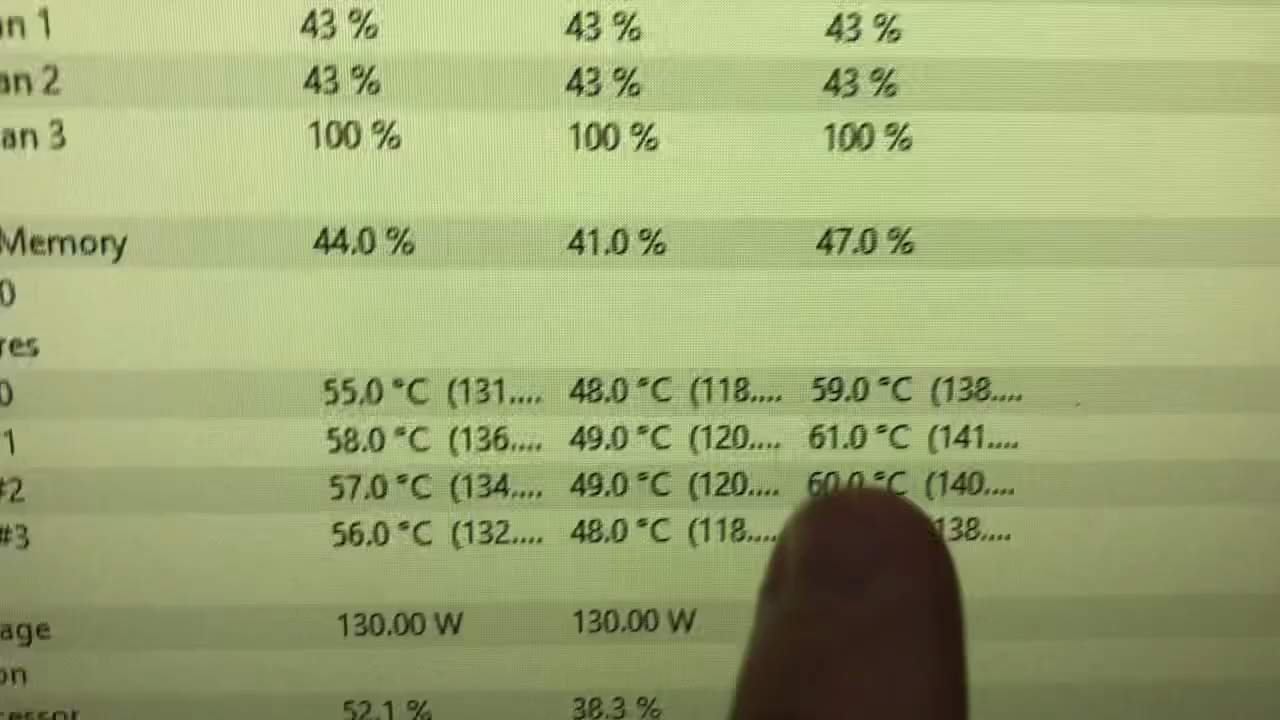 an 1 43 % 43 % 43 %
an 2 43 % 43 % 43 %
an 3 100 % 100 % 100 %
Memory 44.0 % 41.0 % 47.0 %
0
res
0 55.0 °C (131.... 48.0 °C (118.... 59.0 °C (138....
1 58.0 °C (136.... 49.0 °C (120.... 61.0 °C (141....
#2 57.0 °C (134.... 49.0 °C (120.... 60.0 °C (140....
#3 56.0 °C (132.... 48.0 °C (118.... 138....
age 130.00 W 130.00 W
on
cessor 52.1 % 38.3 %